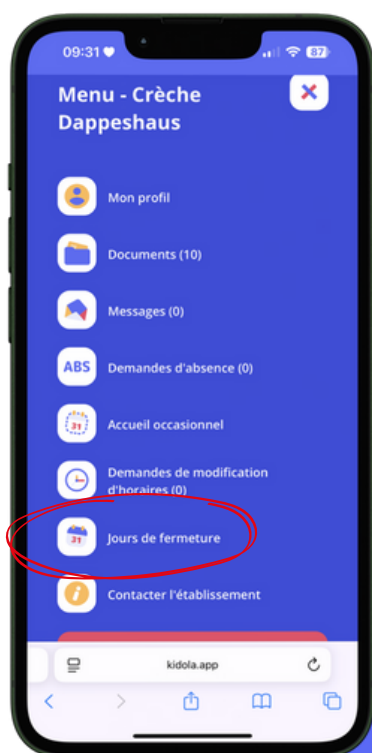 09:31
87
Menu - Crèche
Dappeshaus
Mon profil
Documents (10)
Messages (0)
ABS Demandes d'absence (0)
31 Accueil occasionnel
Demandes de modification
d'horaires (0)
31 Jours de fermeture
Contacter l'établissement
kidola.app